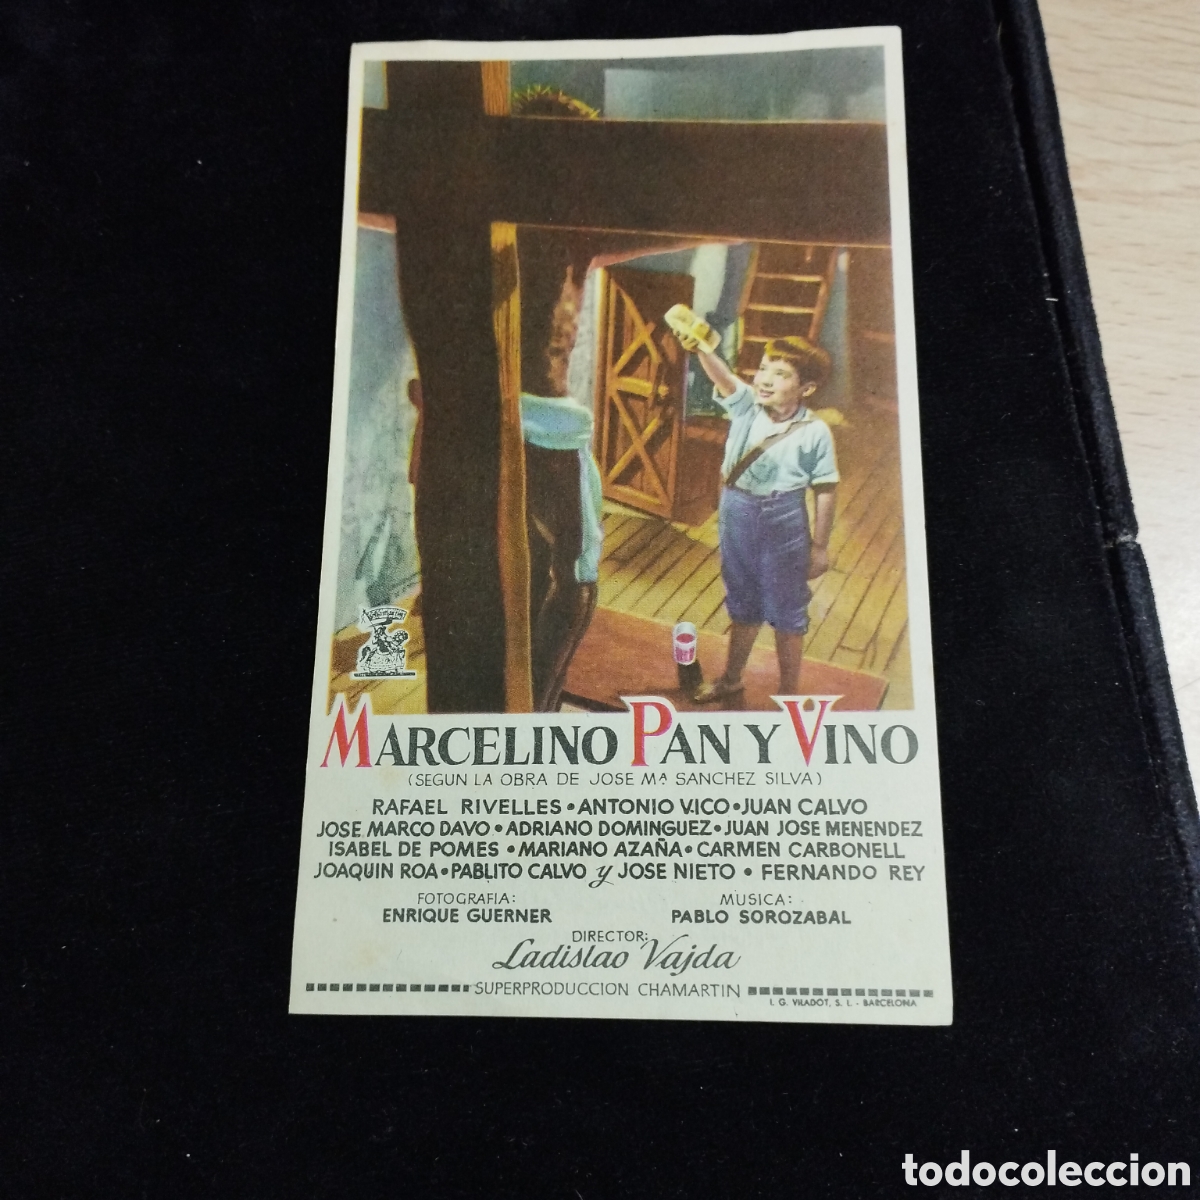 MARCELINO PAN Y VINO
(SEGUN LA OBRA DE JOSE Mª SANCHEZ SILVA)
RAFAEL RIVELLES • ANTONIO VICO • JUAN CALVO
JOSE MARCO DAVO • ADRIANO DOMINGUEZ • JUAN JOSE MENENDEZ
ISABEL DE POMES • MARIANO AZAÑA • CARMEN CARBONELL
JOAQUIN ROA • PABLITO CALVO y JOSE NIETO • FERNANDO REY
FOTOGRAFIA: MUSICA:
ENRIQUE GUERNER PABLO SOROZABAL
DIRECTOR:
Ladislao Vajda
SUPERPRODUCCION CHAMARTIN
I. G. VILADOT, S. L. - BARCELONA
todocoleccion